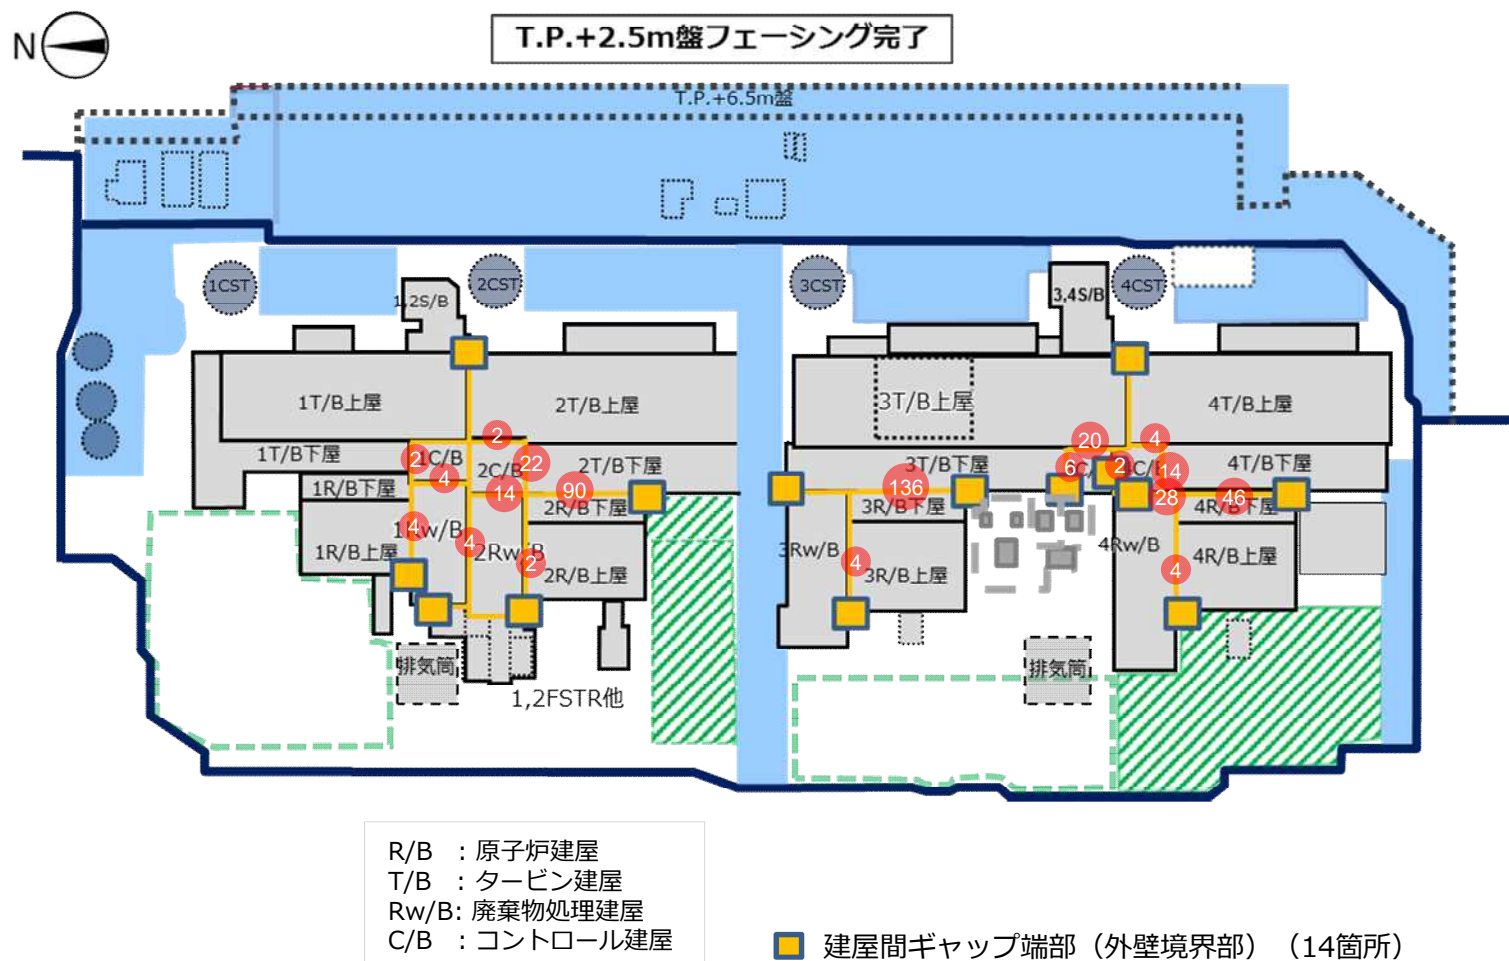 N
T.P.+2.5m盤フェーシング完了
T.P.+6.5m盤
1CST
1,2S/B
2CST
3CST
3,4S/B
4CST
1T/B上屋
2T/B上屋
3T/B上屋
4T/B上屋
1T/B下屋
2
1C/B
2
4
2C/B
22
2T/B下屋
3T/B下屋
20
6
C/
2
4
4C/B
14
4T/B下屋
1R/B下屋
14
90
2R/B下屋
136
3R/B下屋
28
46
4R/B下屋
1R/B上屋
4
1Rw/B
4
2Rw/B
2
2R/B上屋
3Rw/B
4
3R/B上屋
4Rw/B
4
4R/B上屋
排気筒
1,2FSTR他
排気筒
R/B : 原子炉建屋
T/B : タービン建屋
Rw/B: 廃棄物処理建屋
C/B : コントロール建屋
建屋間ギャップ端部（外壁境界部）（14箇所）